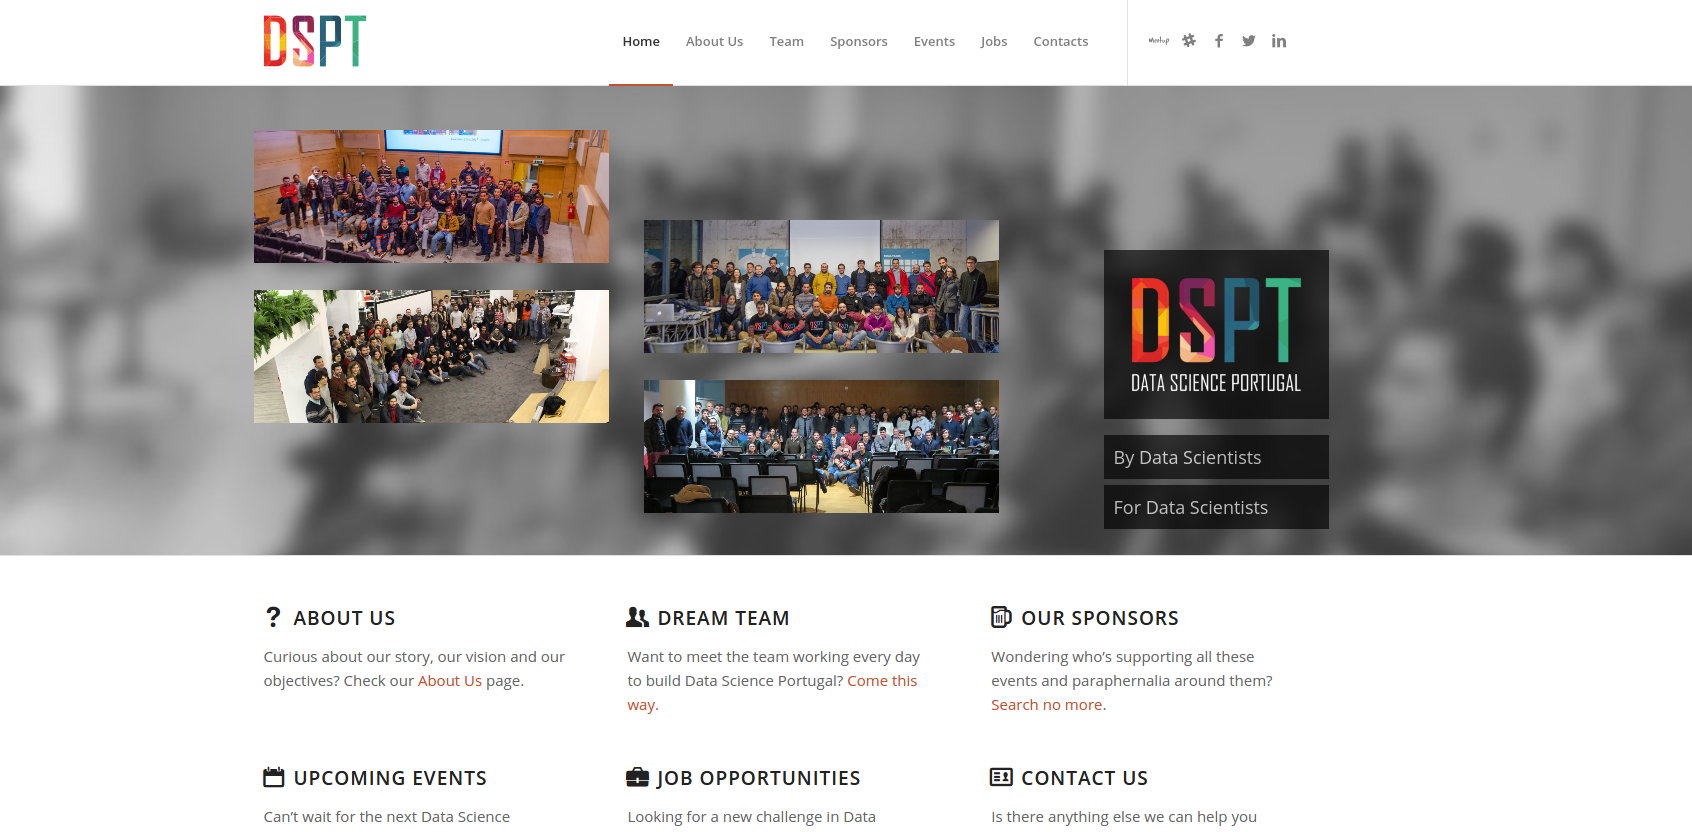 DSPT
Home About Us Team Sponsors Events Jobs Contacts
Meetup
DSPT
DATA SCIENCE PORTUGAL
By Data Scientists
For Data Scientists
ABOUT US
Curious about our story, our vision and our
objectives? Check our About Us page.
DREAM TEAM
Want to meet the team working every day
to build Data Science Portugal? Come this
way.
OUR SPONSORS
Wondering who’s supporting all these
events and paraphernalia around them?
Search no more.
UPCOMING EVENTS
Can’t wait for the next Data Science
JOB OPPORTUNITIES
Looking for a new challenge in Data
CONTACT US
Is there anything else we can help you